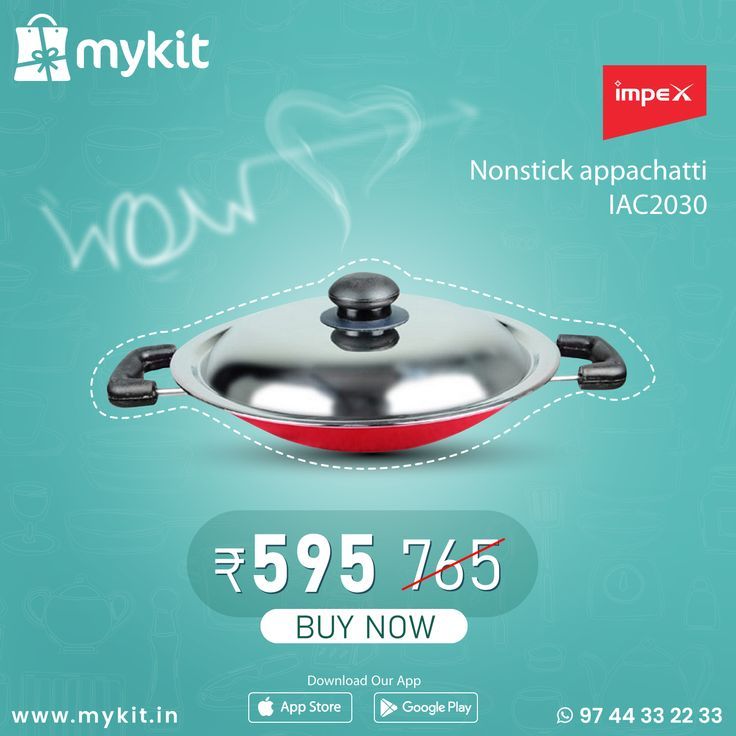 mykit
impex
Nonstick appachatti
IAC2030
wow
₹595 765
BUY NOW
Download Our App
App Store
Google Play
www.mykit.in
97 44 33 22 33